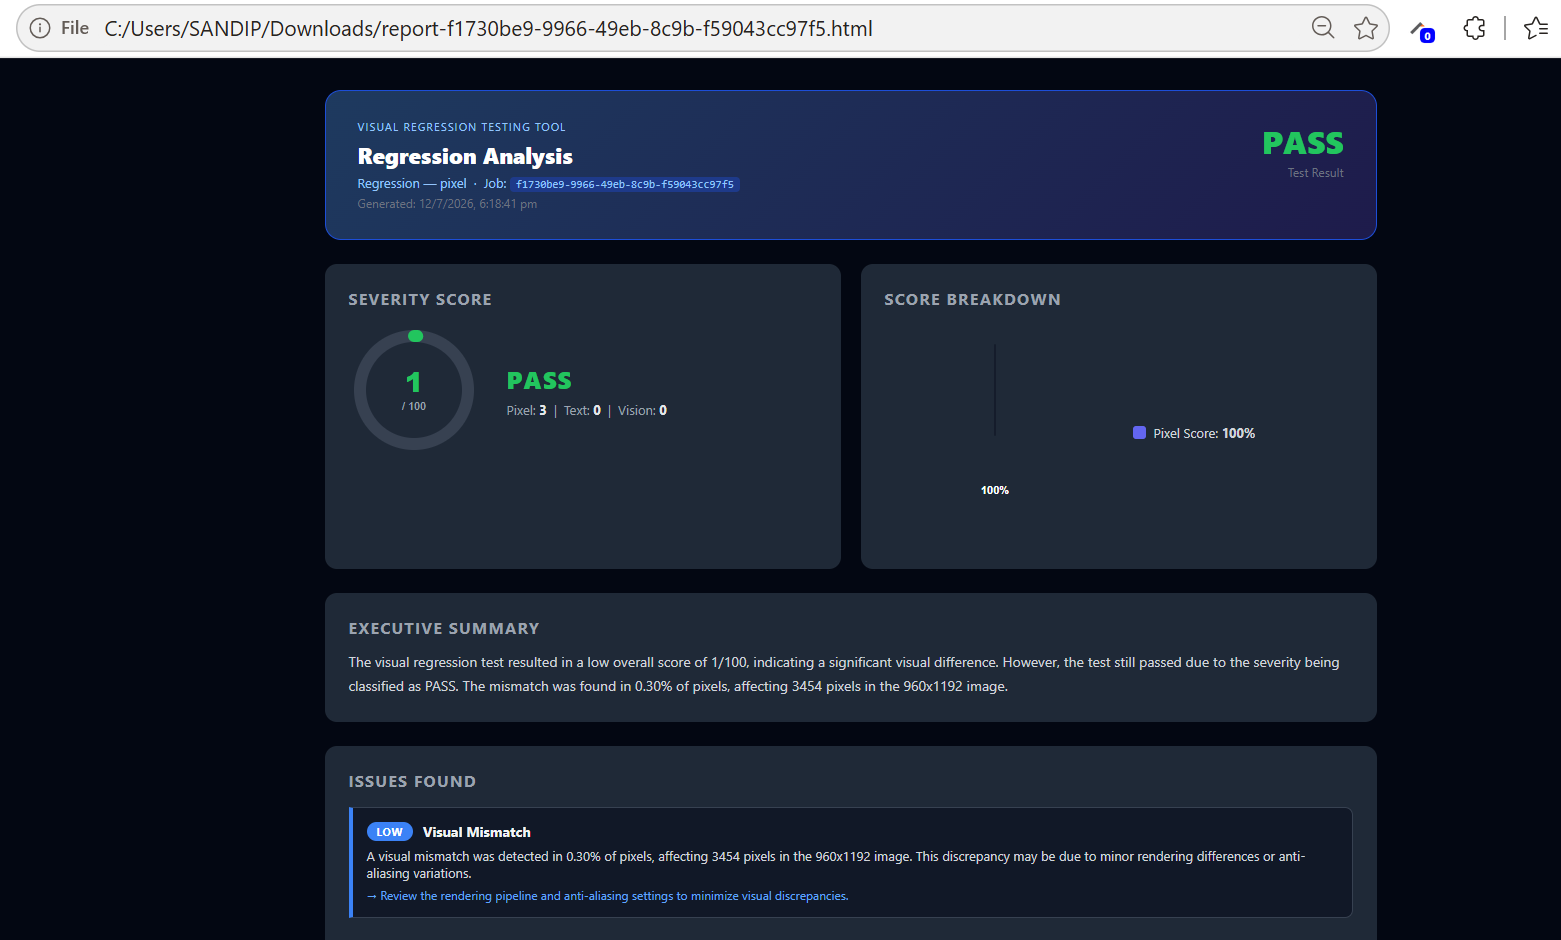 File C:/Users/SANDIP/Downloads/report-f1730be9-9966-49eb-8c9b-f59043cc97f5.html
0
VISUAL REGRESSION TESTING TOOL
Regression Analysis
Regression — pixel · Job: f1730be9-9966-49eb-8c9b-f59043cc97f5
Generated: 12/7/2026, 6:18:41 pm
PASS
Test Result
SEVERITY SCORE
1
/ 100
PASS
Pixel: 3 | Text: 0 | Vision: 0
SCORE BREAKDOWN
100%
Pixel Score: 100%
EXECUTIVE SUMMARY
The visual regression test resulted in a low overall score of 1/100, indicating a significant visual difference. However, the test still passed due to the severity being
classified as PASS. The mismatch was found in 0.30% of pixels, affecting 3454 pixels in the 960x1192 image.
ISSUES FOUND
LOW Visual Mismatch
A visual mismatch was detected in 0.30% of pixels, affecting 3454 pixels in the 960x1192 image. This discrepancy may be due to minor rendering differences or anti-
aliasing variations.
→ Review the rendering pipeline and anti-aliasing settings to minimize visual discrepancies.